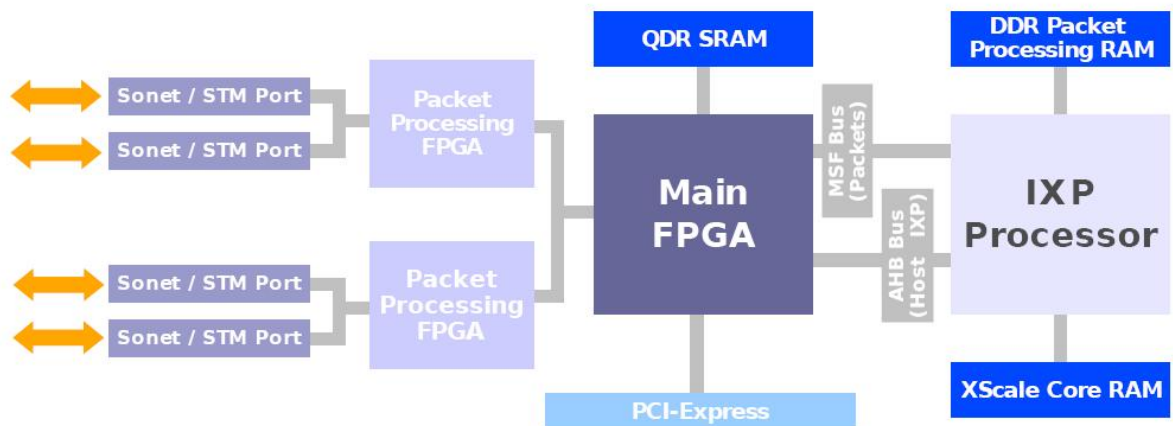 QDR SRAM
DDR Packet
Processing RAM
Sonet / STM Port
Sonet / STM Port
Packet
Processing
FPGA
Main
FPGA
MSF Bus
(Packets)
AHB Bus
(Host IXP)
IXP
Processor
Sonet / STM Port
Sonet / STM Port
Packet
Processing
FPGA
PCI-Express
XScale Core RAM